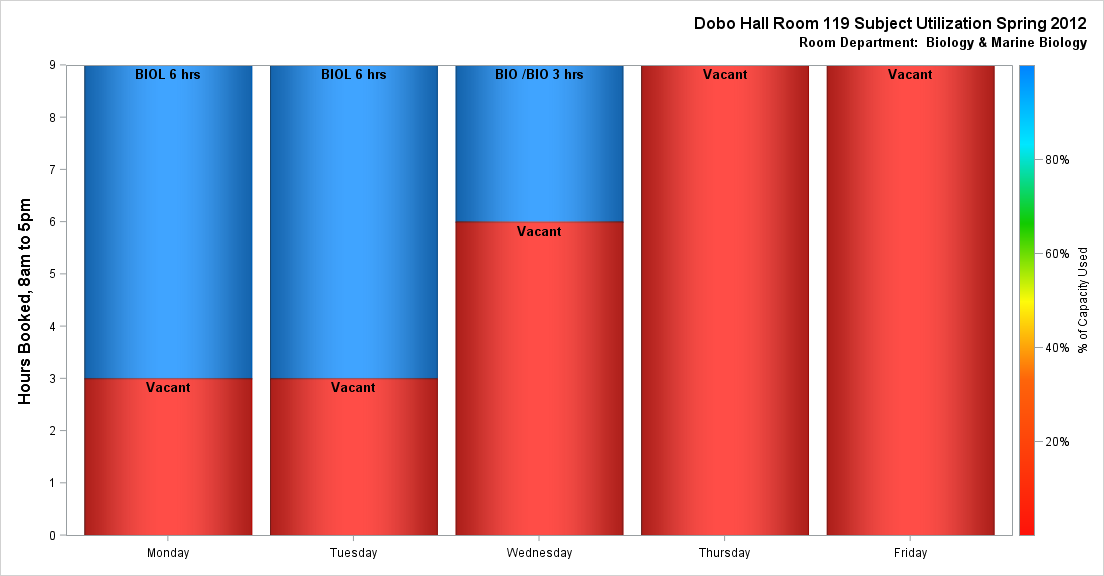 Dobo Hall Room 119 Subject Utilization Spring 2012
Room Department:  Biology & Marine Biology
Hours Booked, 8am to 5pm
9
8
7
6
5
4
3
2
1
0
BIOL 6 hrs
Vacant
BIOL 6 hrs
Vacant
BIO /BIO 3 hrs
Vacant
Vacant
Vacant
Monday
Tuesday
Wednesday
Thursday
Friday
80%
60%
40%
20%
% of Capacity Used